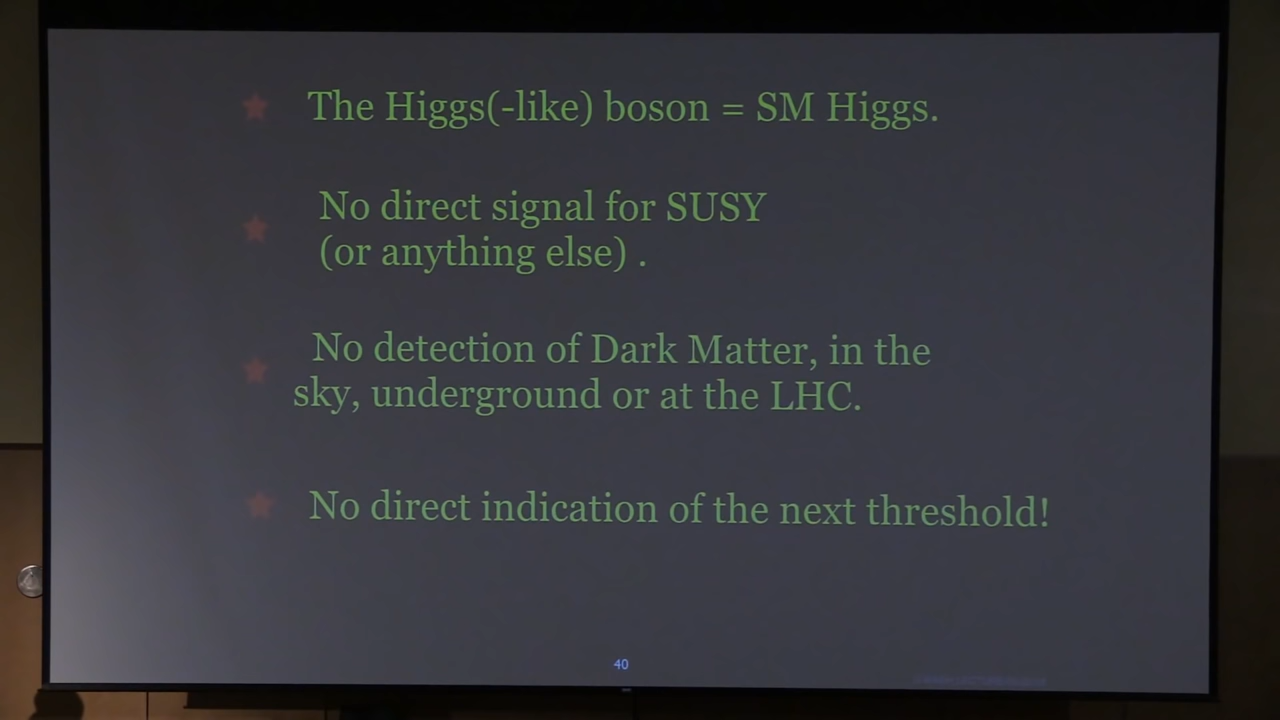 The Higgs(-like) boson = SM Higgs.
No direct signal for SUSY
(or anything else) .
No detection of Dark Matter, in the
sky, underground or at the LHC.
No direct indication of the next threshold!
40